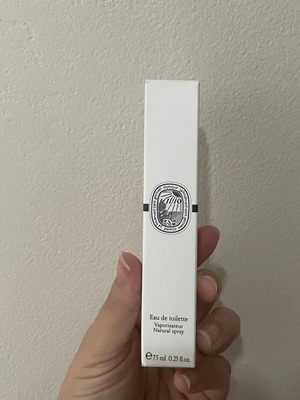 Eau de toilette
Vaporisateur
Natural spray
e 7.5 ml 0.25 fl.oz.